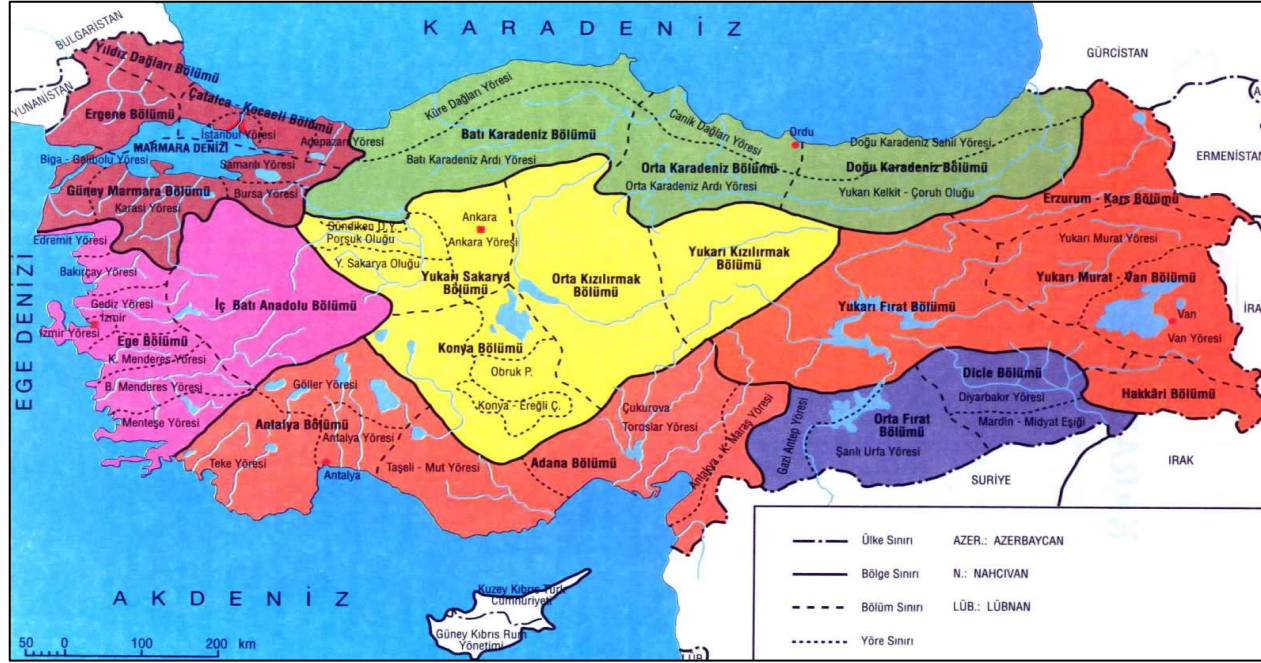 KARADENİZ
BULGARİSTAN
YUNANİSTAN
GÜRCİSTAN
ERMENİSTAN
Yıldız Dağları Bölümü
Çatalca - Kocaeli Bölümü
Ergene Bölümü
İstanbul Yöresi
Adapazarı Yöresi
MARMARA DENİZİ
Biga - Gelibolu Yöresi
Samanlı Yöresi
Güney Marmara Bölümü
Bursa Yöresi
Karasi Yöresi
Küre Dağları Yöresi
Batı Karadeniz Bölümü
Batı Karadeniz Ardı Yöresi
Canik Dağları Yöresi
Ordu
Orta Karadeniz Bölümü
Orta Karadeniz Ardı Yöresi
Doğu Karadeniz Sahil Yöresi
Doğu Karadeniz Bölümü
Yukarı Kelkit - Çoruh Oluğu
EGE DENİZİ
Edremit Yöresi
Bakırçay Yöresi
Gediz Yöresi
İzmir
İzmir Yöresi
Ege Bölümü
K. Menderes Yöresi
B. Menderes Yöresi
Menteşe Yöresi
İç Batı Anadolu Bölümü
Sündiken D. Y.
Porsuk Oluğu
Y. Sakarya Oluğu
Ankara
Ankara Yöresi
Yukarı Sakarya
Bölümü
Orta Kızılırmak
Bölümü
Yukarı Kızılırmak
Bölümü
Konya Bölümü
Obruk P.
Konya - Ereğli Ç.
Erzurum - Kars Bölümü
Yukarı Murat Yöresi
Yukarı Murat - Van Bölümü
Yukarı Fırat Bölümü
Van
Van Yöresi
Hakkâri Bölümü
İRA
Göller Yöresi
Antalya Bölümü
Antalya Yöresi
Teke Yöresi
Antalya
Taşeli - Mut Yöresi
Adana Bölümü
Çukurova
Toroslar Yöresi
Antakya - K. Maraş Yöresi
Gazi Antep Yöresi
Dicle Bölümü
Diyarbakır Yöresi
Mardin - Midyat Eşiği
Orta Fırat
Bölümü
Şanlı Urfa Yöresi
SURİYE
IRAK
AKDENİZ
Kuzey Kıbrıs Türk
Cumhuriyeti
Güney Kıbrıs Rum
Yönetimi
LÜB.
50 0 100 200 km
Ülke Sınırı AZER.: AZERBAYCAN
Bölge Sınırı N.: NAHCIVAN
Bölüm Sınırı LÜB.: LÜBNAN
Yöre Sınırı